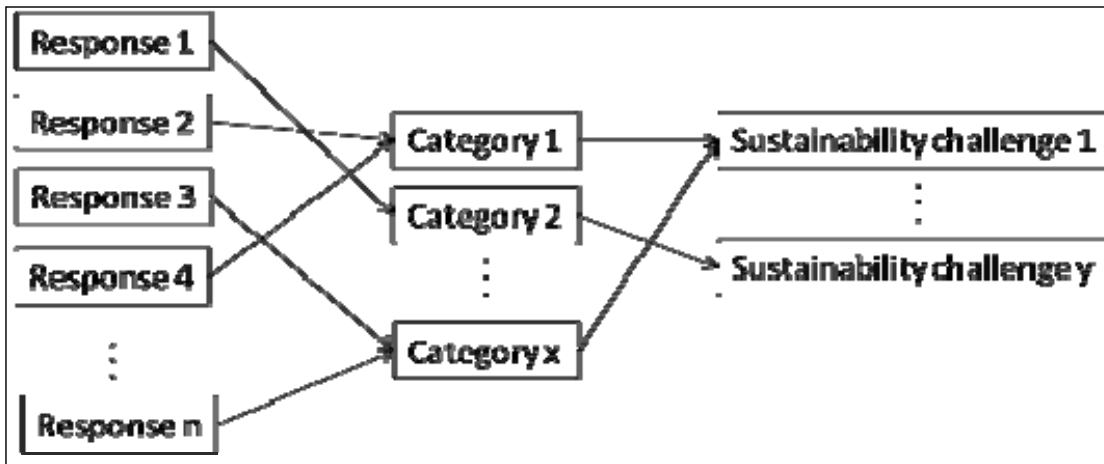 Response 1
Response 2
Response 3
Response 4
⋮
Response n
Category 1
Category 2
⋮
Category x
Sustainability challenge 1
⋮
Sustainability challenge y